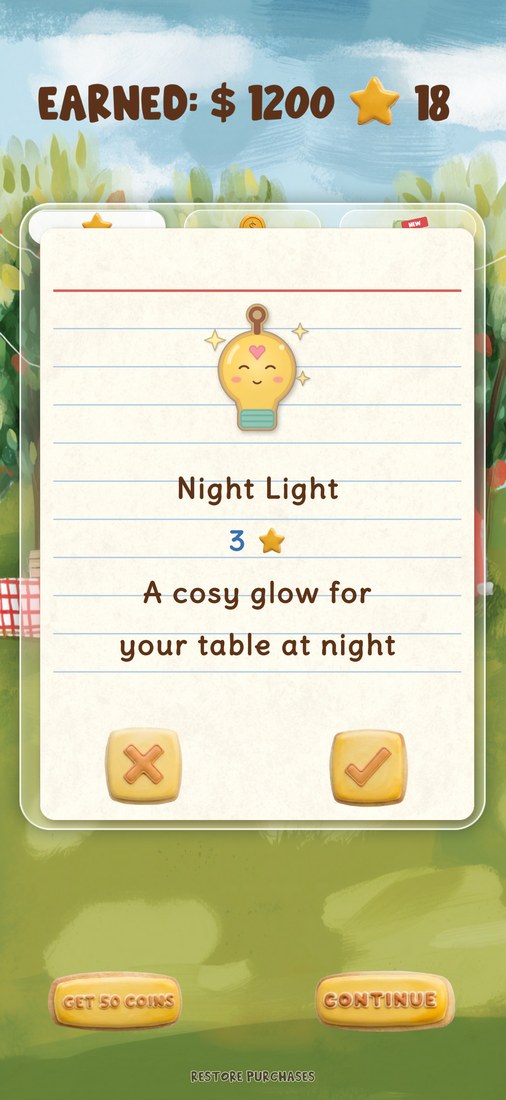 EARNED: $ 1200 18
$
NEW
Night Light
3
A cosy glow for
your table at night
GET 50 COINS
CONTINUE
RESTORE PURCHASES